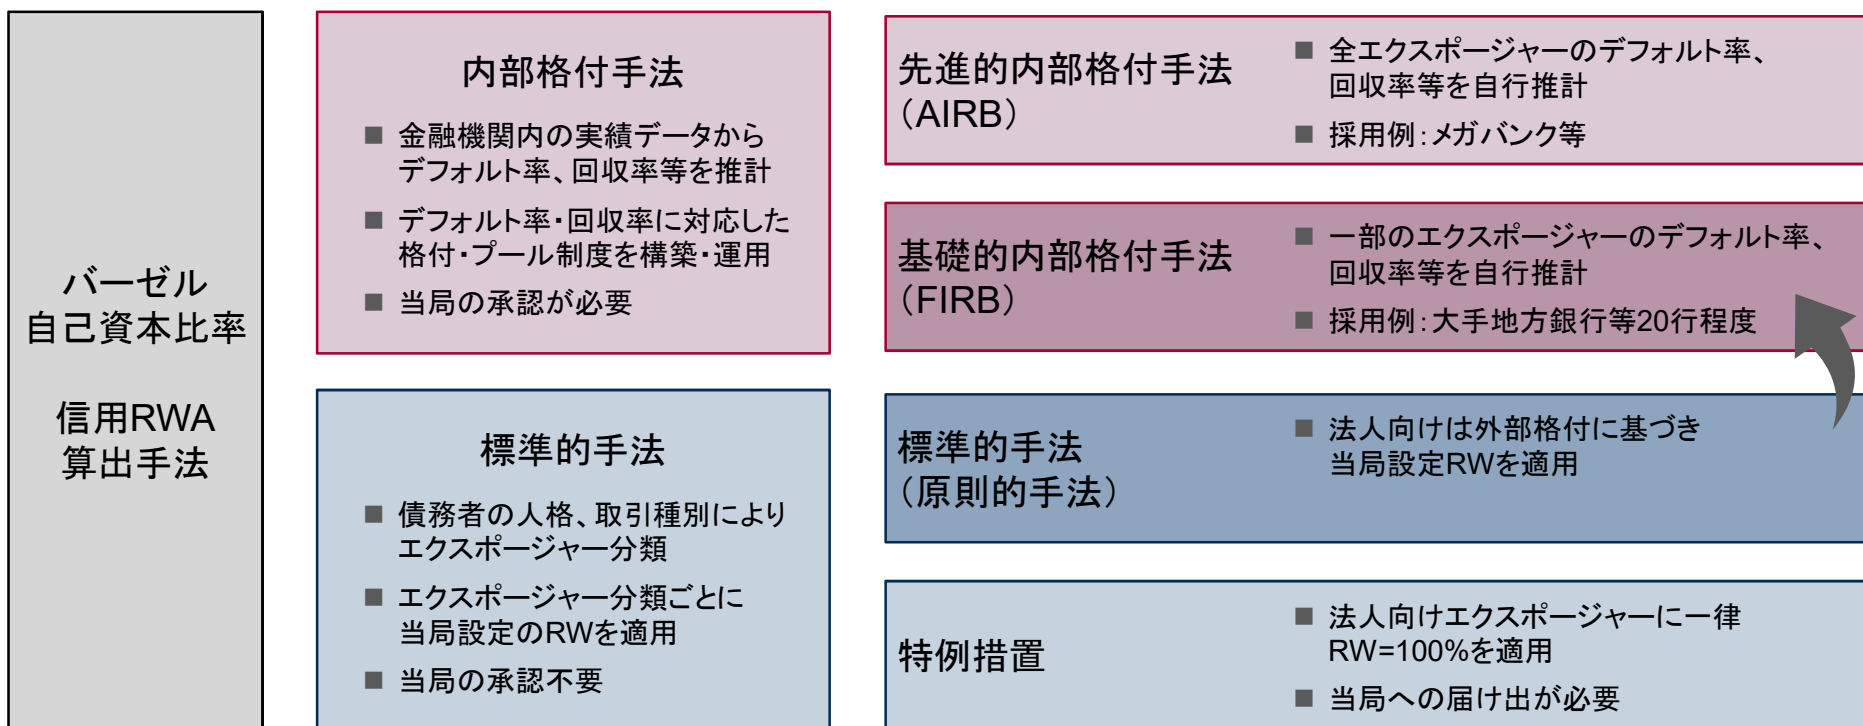 バーゼル
自己資本比率
信用RWA
算出手法
内部格付手法
■ 金融機関内の実績データから
デフォルト率、回収率等を推計
■ デフォルト率・回収率に対応した
格付・プール制度を構築・運用
■ 当局の承認が必要
標準的手法
■ 債務者の人格、取引種別により
エクスポージャー分類
■ エクスポージャー分類ごとに
当局設定のRWを適用
■ 当局の承認不要
先進的内部格付手法
（AIRB）
■ 全エクスポージャーのデフォルト率、
回収率等を自行推計
■ 採用例：メガバンク等
基礎的内部格付手法
（FIRB）
■ 一部のエクスポージャーのデフォルト率、
回収率等を自行推計
■ 採用例：大手地方銀行等20行程度
標準的手法
（原則的手法）
■ 法人向けは外部格付に基づき
当局設定RWを適用
特例措置
■ 法人向けエクスポージャーに一律
RW=100%を適用
■ 当局への届け出が必要